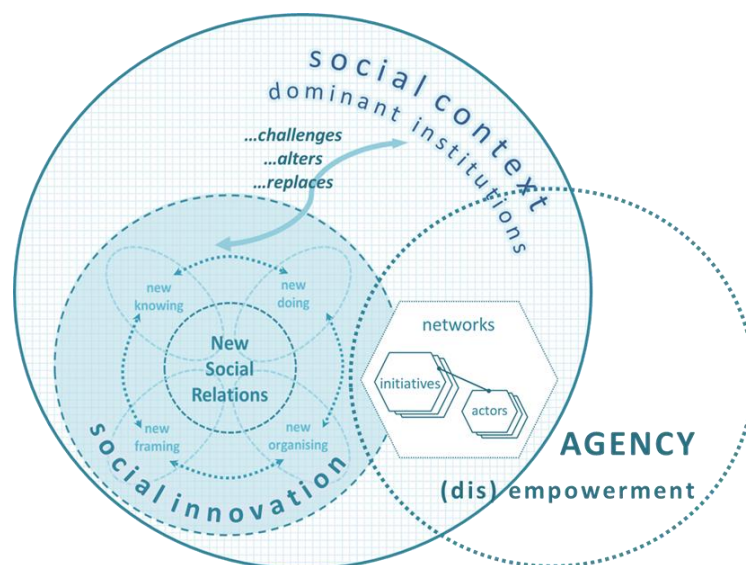 social context
dominant institutions
...challenges
...alters
...replaces
new
knowing
new
doing
New
Social
Relations
new
framing
new
organising
social innovation
networks
initiatives
actors
AGENCY
(dis) empowerment